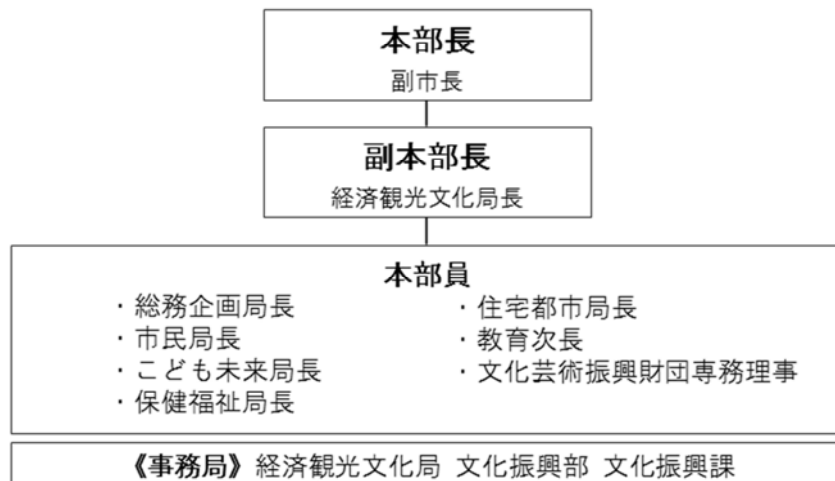 本部長
副市長
副本部長
経済観光文化局長
本部員
・総務企画局長
・市民局長
・こども未来局長
・保健福祉局長
・住宅都市局長
・教育次長
・文化芸術振興財団専務理事
《事務局》経済観光文化局 文化振興部 文化振興課